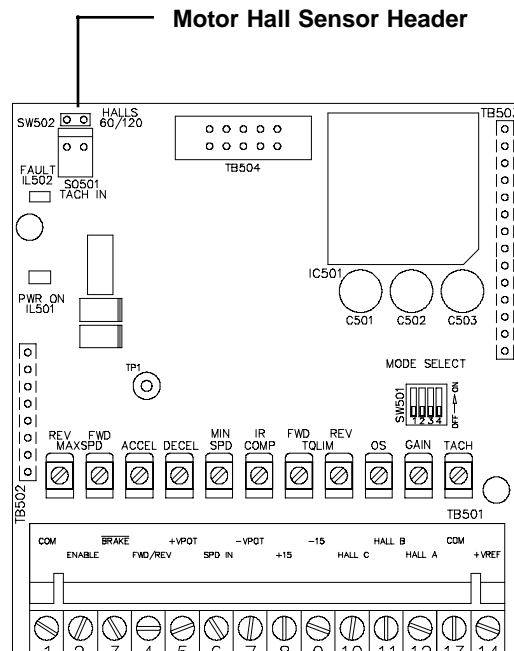 Motor Hall Sensor Header
HALLS
SW502 60/120
TB503
FAULT
IL502
SO501
TACH IN
TB504
PWR ON
IL501
IC501
C501 C502 C503
TP1
MODE SELECT
SW501
1 2 3 4
OFF ON
REV FWD
MAXSPD
ACCEL
DECEL
MIN
SPD
IR
COMP
FWD REV
TQLIM
OS
GAIN
TACH
TB502
TB501
COM BRAKE +VPOT -VPOT -15 HALL B COM
ENABLE FWD/REV SPD IN +15 HALL C HALL A +VREF
1 2 3 4 5 6 7 8 9 10 11 12 13 14